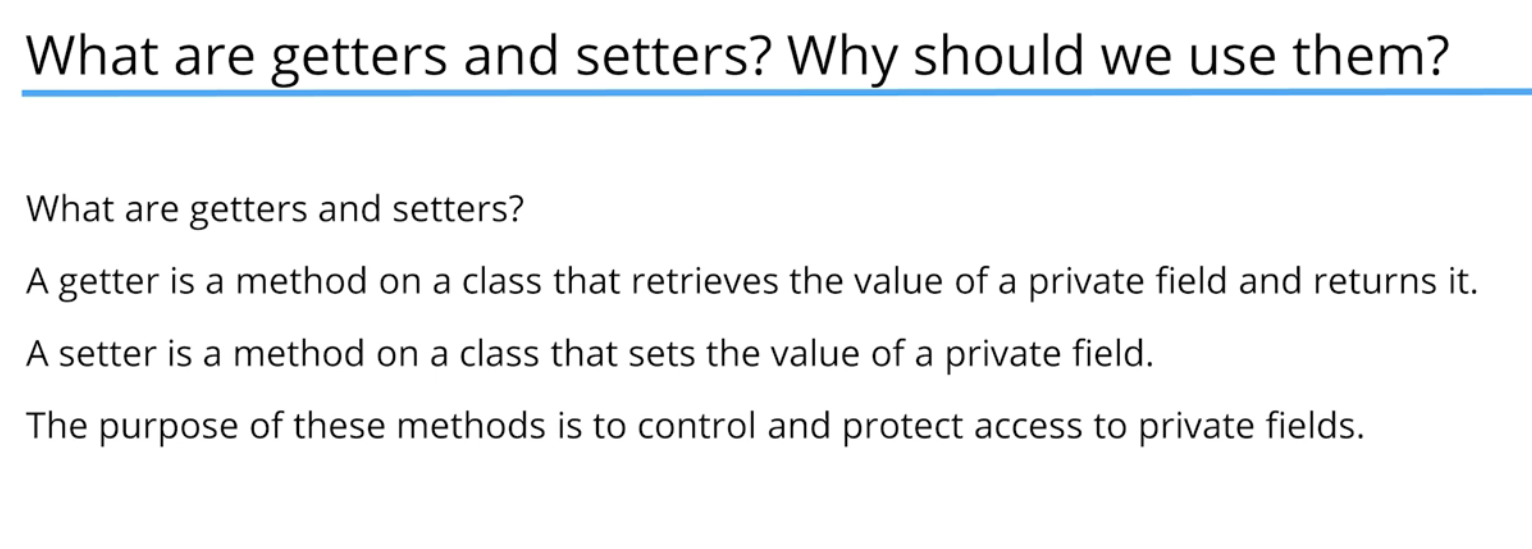 What are getters and setters? Why should we use them?
What are getters and setters?
A getter is a method on a class that retrieves the value of a private field and returns it.
A setter is a method on a class that sets the value of a private field.
The purpose of these methods is to control and protect access to private fields.